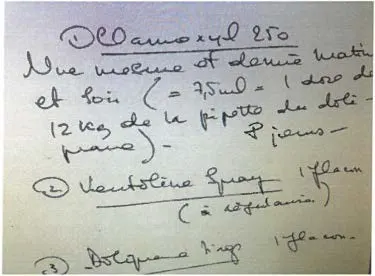 ① Clamoxyl 250
Une mesure et demie matin
et soir (= 7,5ml = 1 dose de
12 kg de la pipette du doli-
prane) - 8 jours -
② Ventoline Spray 1 flacon
(à
③ Doliprane 1 flacon.